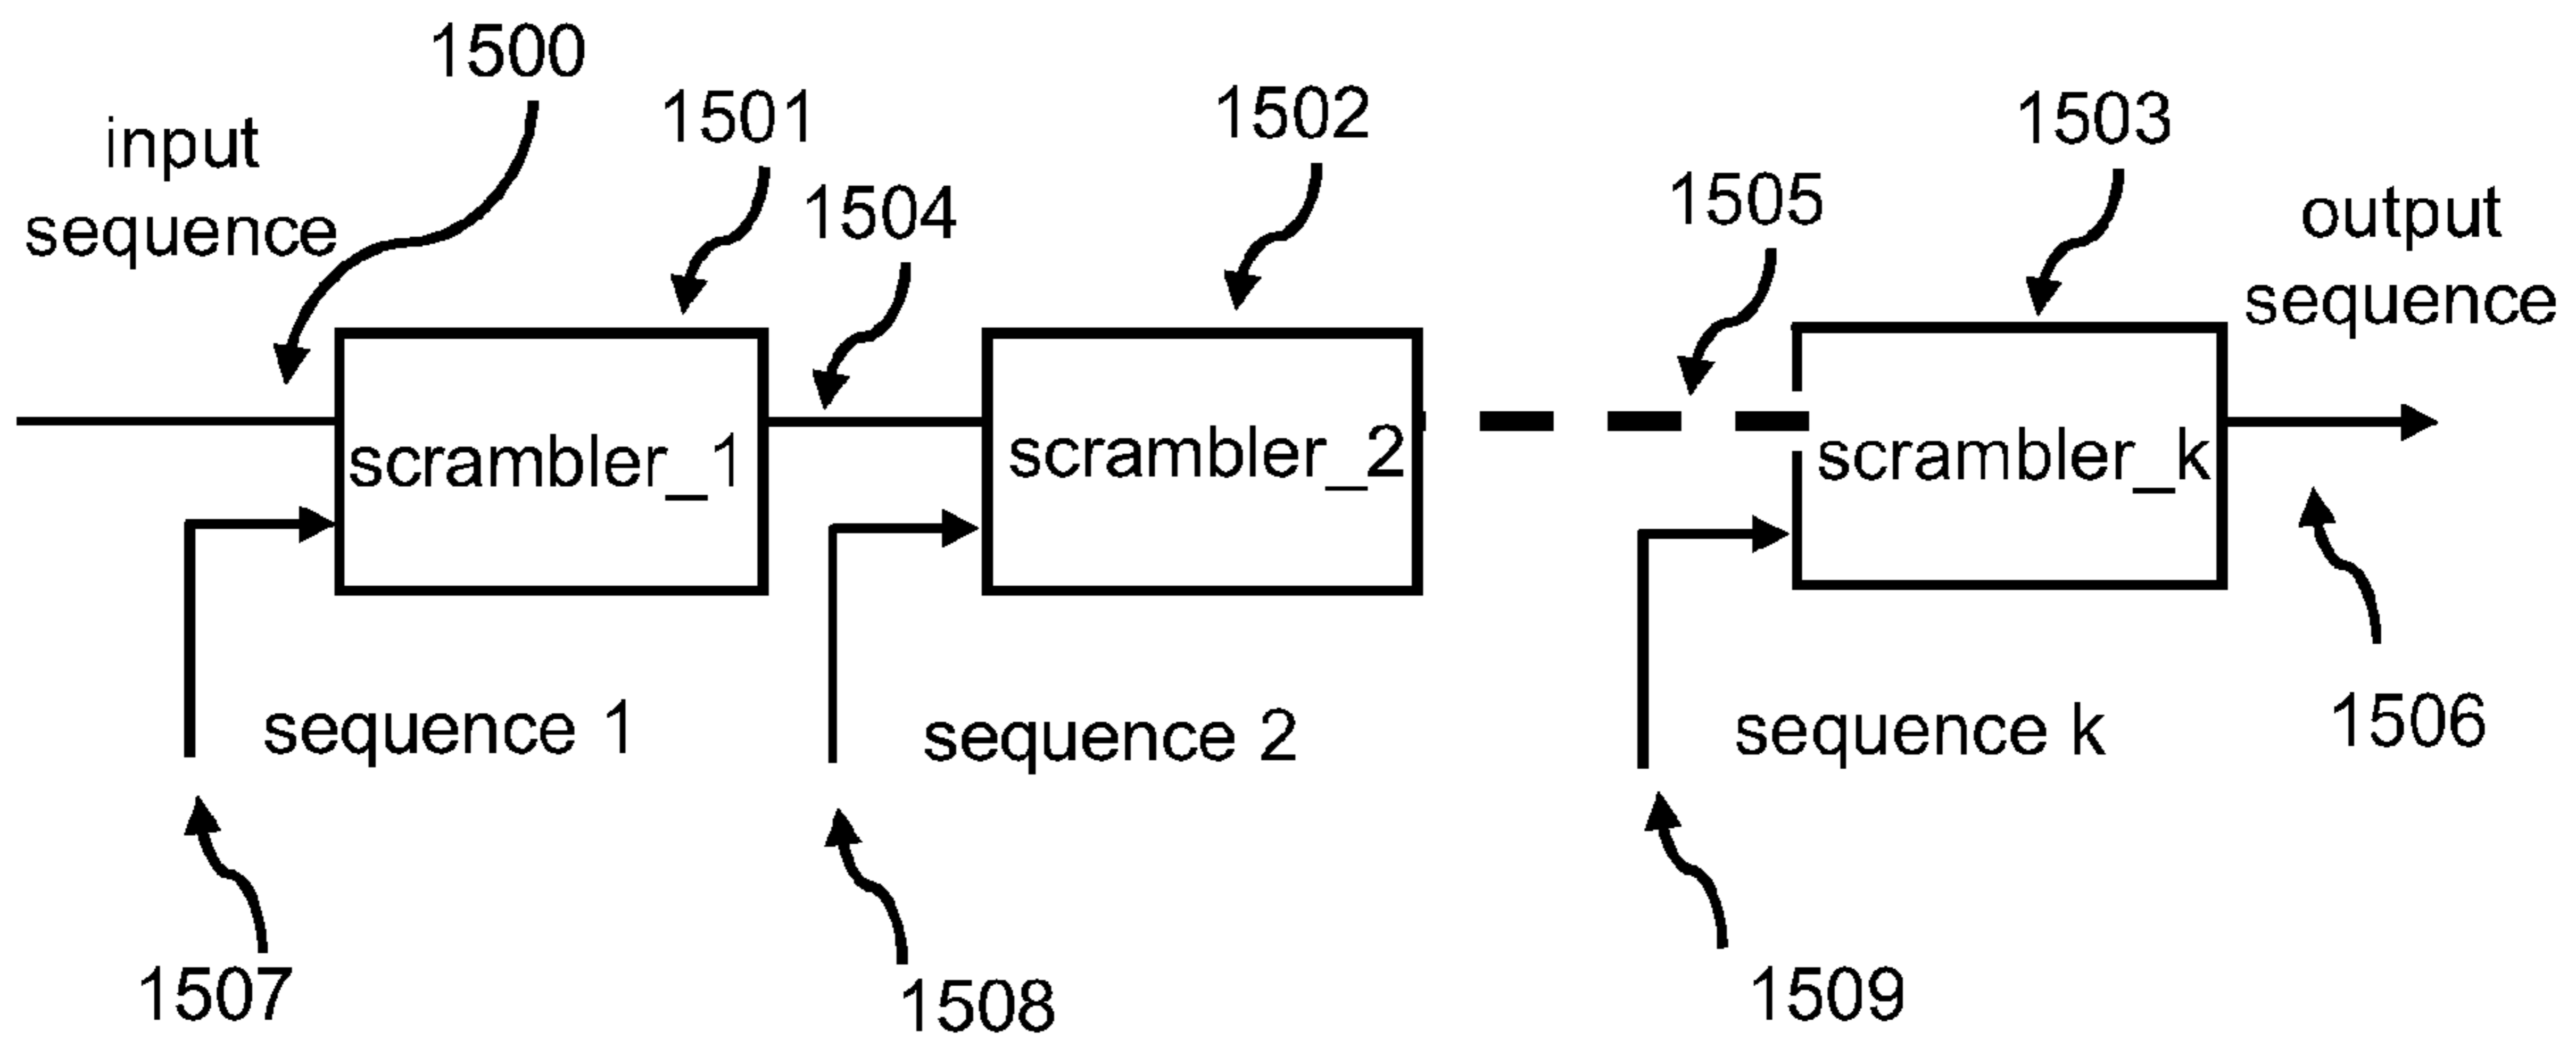 1500
input
sequence
1501
1504
1502
1505
1503
output
sequence
scrambler_1
scrambler_2
scrambler_k
sequence 1
sequence 2
sequence k
1506
1507
1508
1509